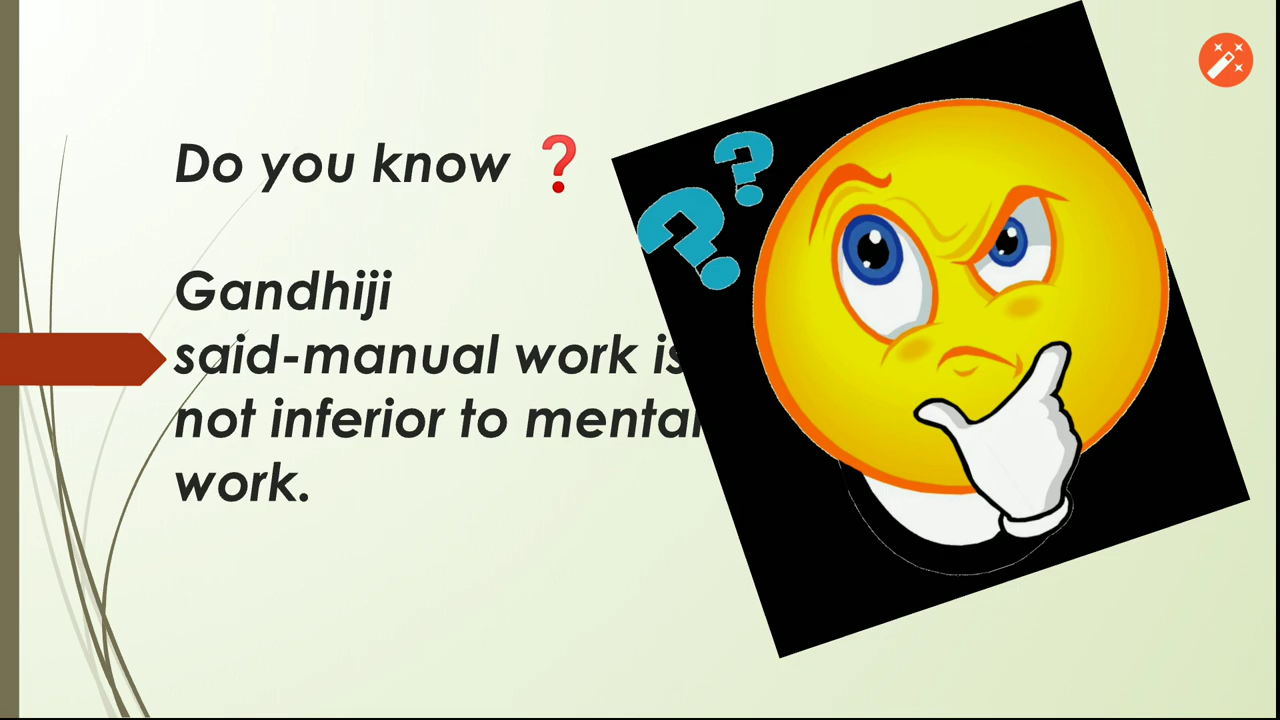 Do you know ❓
Gandhiji
said-manual work is
not inferior to mental
work.